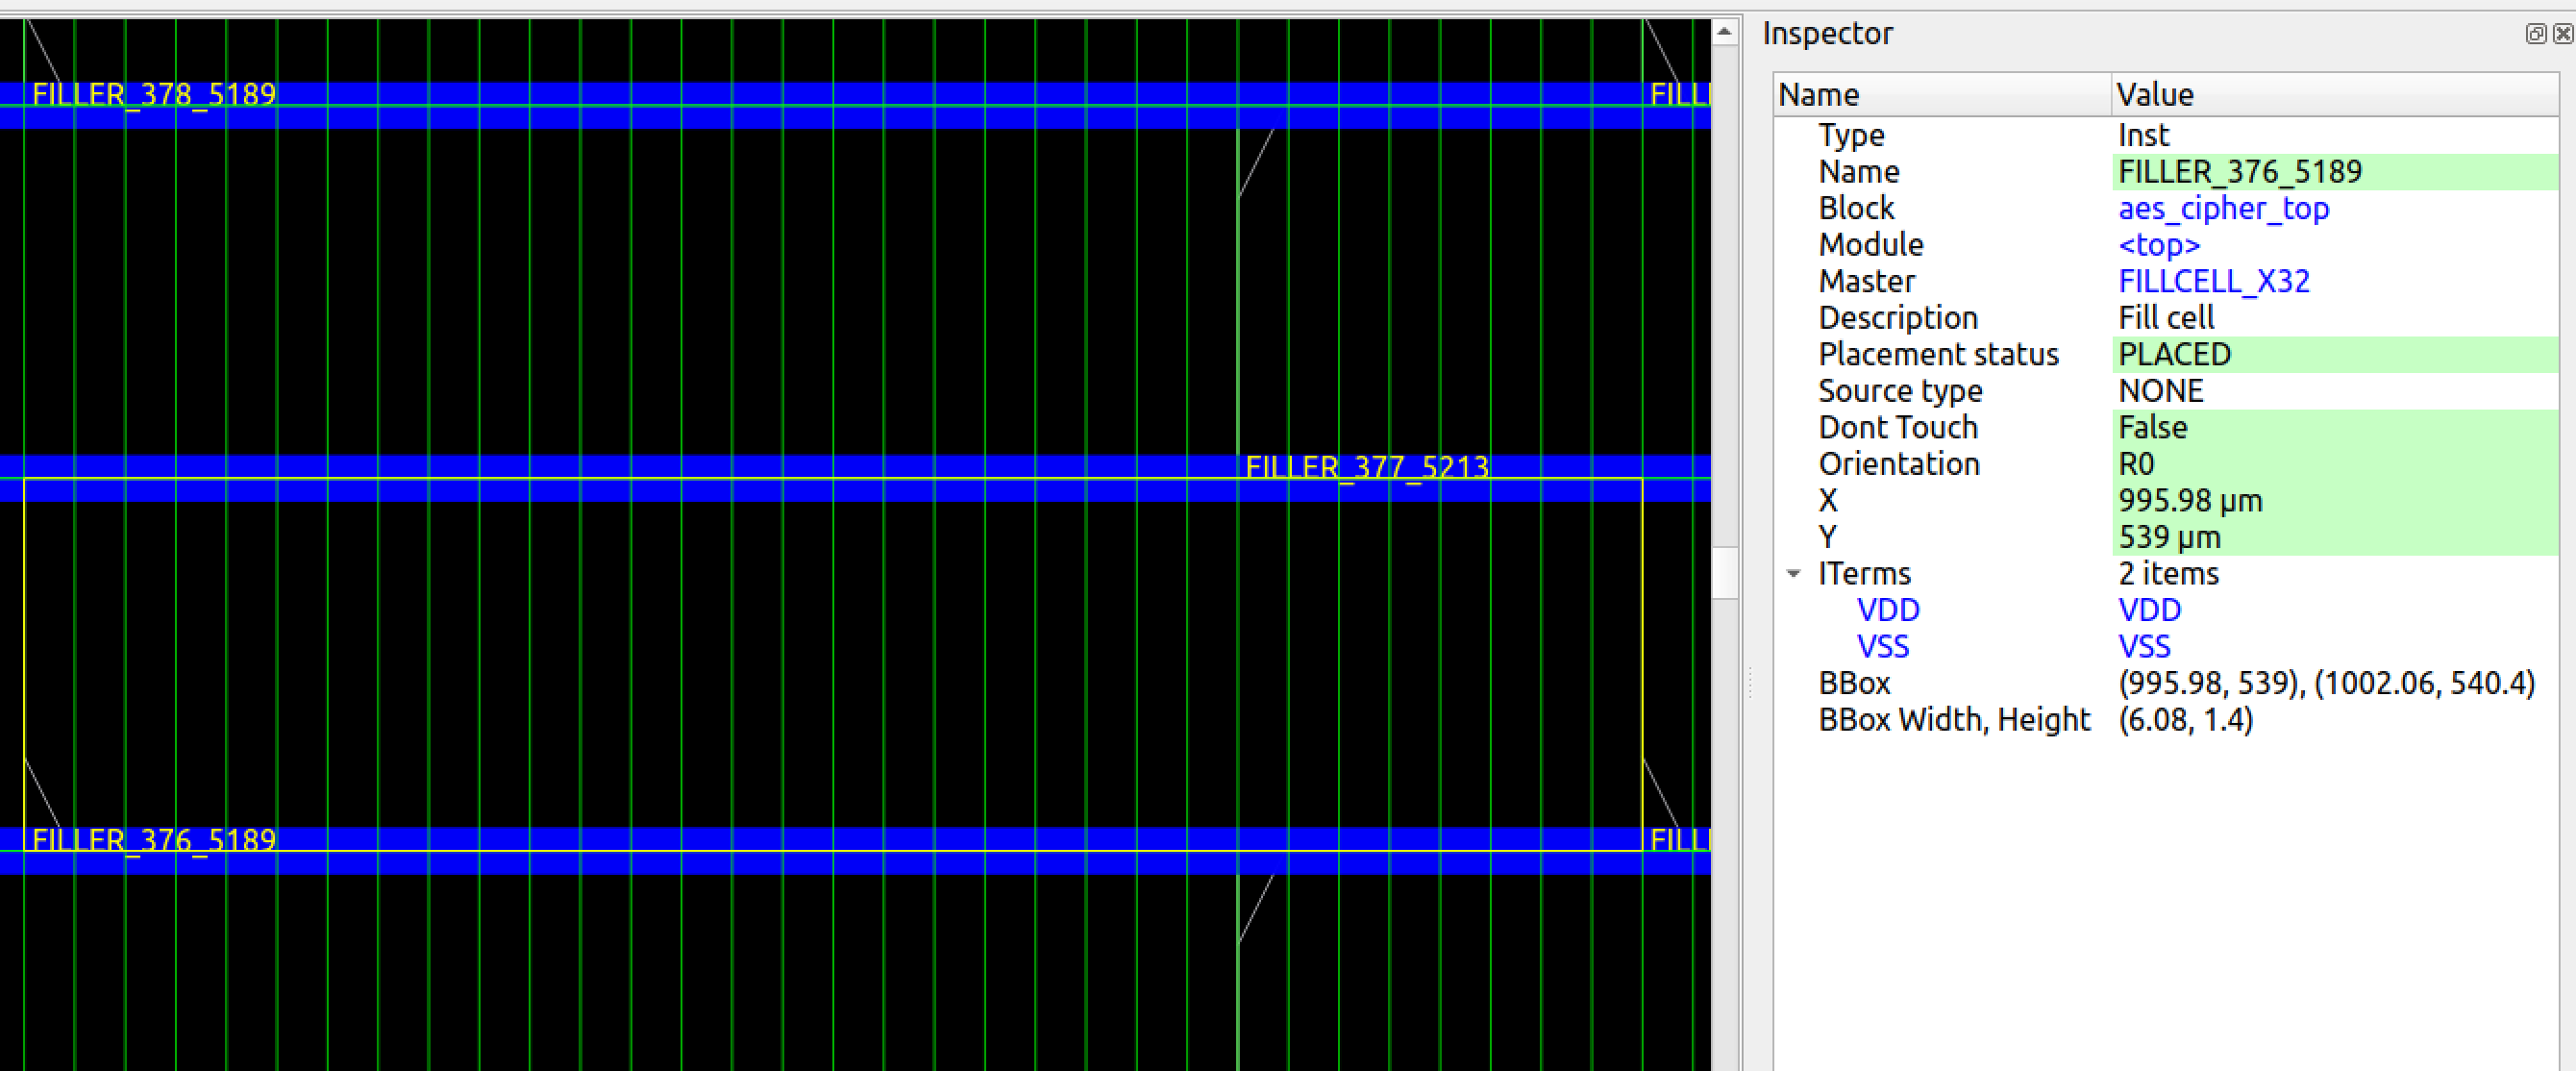 FILLER_378_5189
FILL
FILLER_377_5213
FILLER_376_5189
FILL
Inspector
Name Value
Type Inst
Name FILLER_376_5189
Block aes_cipher_top
Module <top>
Master FILLCELL_X32
Description Fill cell
Placement status PLACED
Source type NONE
Dont Touch False
Orientation R0
X 995.98 µm
Y 539 µm
ITerms 2 items
VDD VDD
VSS VSS
BBox (995.98, 539), (1002.06, 540.4)
BBox Width, Height (6.08, 1.4)